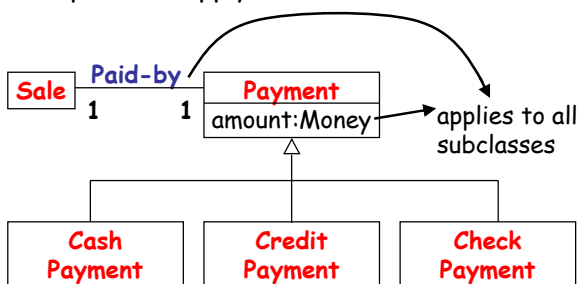 Paid-by
Sale
Payment
1
1
amount:Money
applies to all
subclasses
Cash
Payment
Credit
Payment
Check
Payment